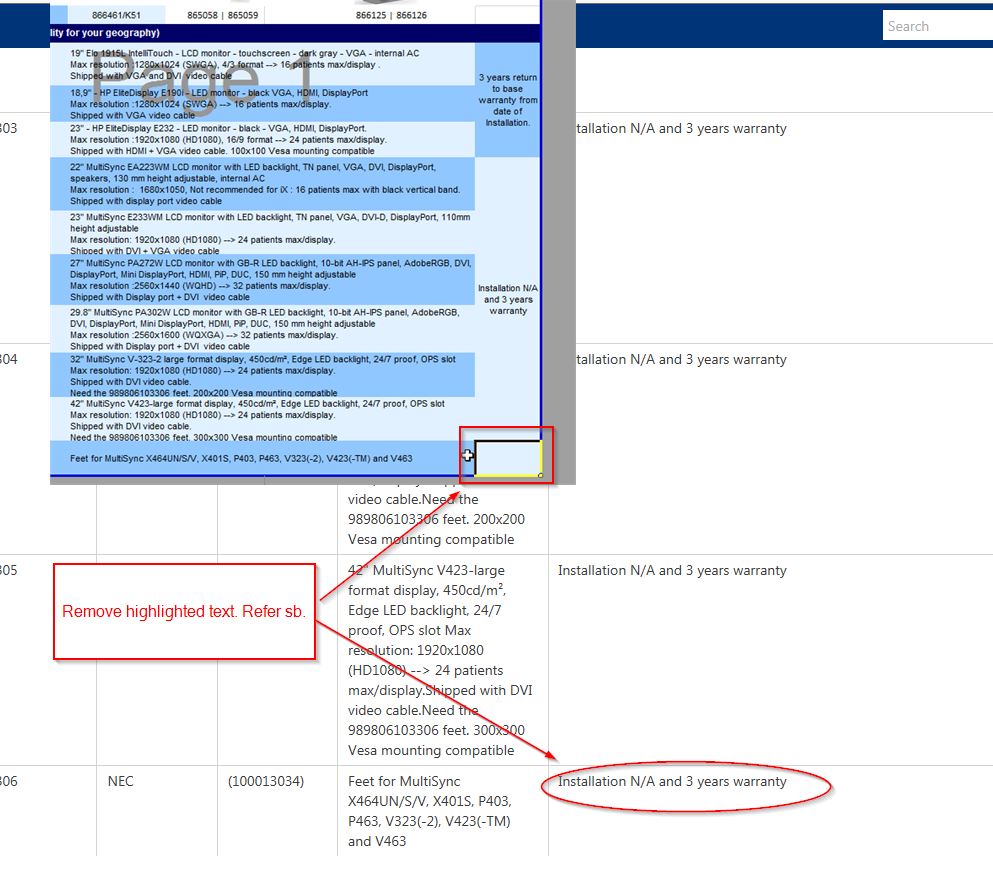 866461/K51 865058 | 865059 866125 | 866126
Search
lity for your geography)
19" Elo 1915L IntelliTouch - LCD monitor - touchscreen - dark gray - VGA - internal AC
Max resolution :1280x1024 (SWGA), 4/3 format --> 16 patients max/display .
Shipped with VGA and DVI video cable
Page 1
18,9" - HP EliteDisplay E190i - LED monitor - black VGA, HDMI, DisplayPort
Max resolution :1280x1024 (SWGA) --> 16 patients max/display.
Shipped with VGA video cable
23" - HP EliteDisplay E232 - LED monitor - black - VGA, HDMI, DisplayPort.
Max resolution :1920x1080 (HD1080), 16/9 format --> 24 patients max/display.
Shipped with HDMI + VGA video cable. 100x100 Vesa mounting compatible
3 years return
to base
warranty from
date of
Installation.
22" MultiSync EA223WM LCD monitor with LED backlight, TN panel, VGA, DVI, DisplayPort,
speakers, 130 mm height adjustable, internal AC
Max resolution : 1680x1050, Not recommended for iX : 16 patients max with black vertical band.
Shipped with display port video cable
23" MultiSync E233WM LCD monitor with LED backlight, TN panel, VGA, DVI-D, DisplayPort, 110mm
height adjustable
Max resolution: 1920x1080 (HD1080) --> 24 patients max/display.
Shipped with DVI + VGA video cable
27" MultiSync PA272W LCD monitor with GB-R LED backlight, 10-bit AH-IPS panel, AdobeRGB, DVI,
DisplayPort, Mini DisplayPort, HDMI, PiP, DUC, 150 mm height adjustable
Max resolution :2560x1440 (WQHD) --> 32 patients max/display.
Shipped with Display port + DVI video cable
29.8" MultiSync PA302W LCD monitor with GB-R LED backlight, 10-bit AH-IPS panel, AdobeRGB,
DVI, DisplayPort, Mini DisplayPort, HDMI, PiP, DUC, 150 mm height adjustable
Max resolution :2560x1600 (WQXGA) --> 32 patients max/display.
Shipped with Display port + DVI video cable
32" MultiSync V-323-2 large format display, 450cd/m², Edge LED backlight, 24/7 proof, OPS slot
Max resolution: 1920x1080 (HD1080) --> 24 patients max/display.
Shipped with DVI video cable.
Need the 989806103306 feet. 200x200 Vesa mounting compatible
42" MultiSync V423-large format display, 450cd/m², Edge LED backlight, 24/7 proof, OPS slot
Max resolution: 1920x1080 (HD1080) --> 24 patients max/display.
Shipped with DVI video cable.
Need the 989806103306 feet. 300x300 Vesa mounting compatible
Feet for MultiSync X464UN/S/V, X401S, P403, P463, V323(-2), V423(-TM) and V463
Installation N/A
and 3 years
warranty
303 tallation N/A and 3 years warranty
304 tallation N/A and 3 years warranty
video cable.Need the
989806103306 feet. 200x200
Vesa mounting compatible
305
Remove highlighted text. Refer sb.
42" MultiSync V423-large
format display, 450cd/m²,
Edge LED backlight, 24/7
proof, OPS slot Max
resolution: 1920x1080
(HD1080) --> 24 patients
max/display.Shipped with DVI
video cable.Need the
989806103306 feet. 300x300
Vesa mounting compatible
Installation N/A and 3 years warranty
306 NEC (100013034)
Feet for MultiSync
X464UN/S/V, X401S, P403,
P463, V323(-2), V423(-TM)
and V463
Installation N/A and 3 years warranty